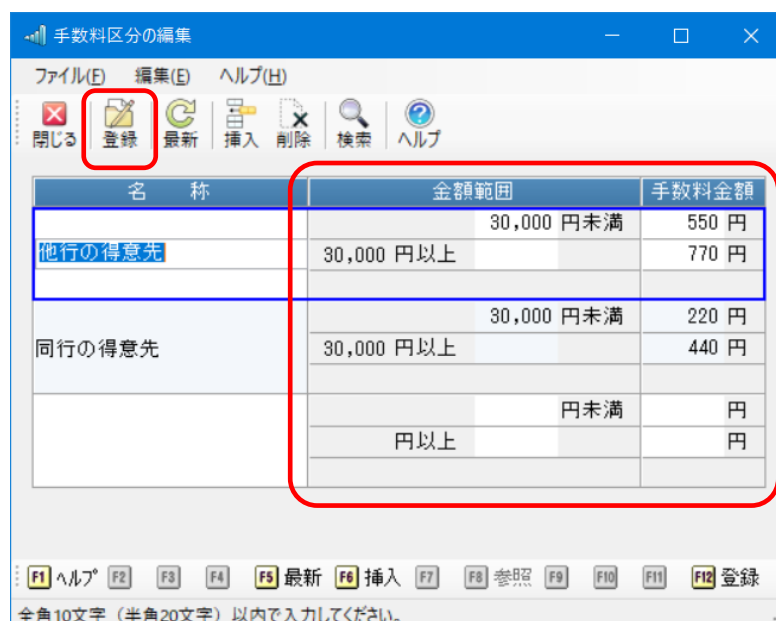 手数料区分の編集
ファイル(F) 編集(E) ヘルプ(H)
閉じる 登録 最新 挿入 削除 検索 ヘルプ
名 称 金額範囲 手数料金額
30,000 円未満 550 円
他行の得意先 30,000 円以上 770 円
30,000 円未満 220 円
同行の得意先 30,000 円以上 440 円
円未満 円
円以上 円
F1 ヘルプ F2 F3 F4 F5 最新 F6 挿入 F7 F8 参照 F9 F10 F11 F12 登録
全角10文字（半角20文字）以内で入力してください。